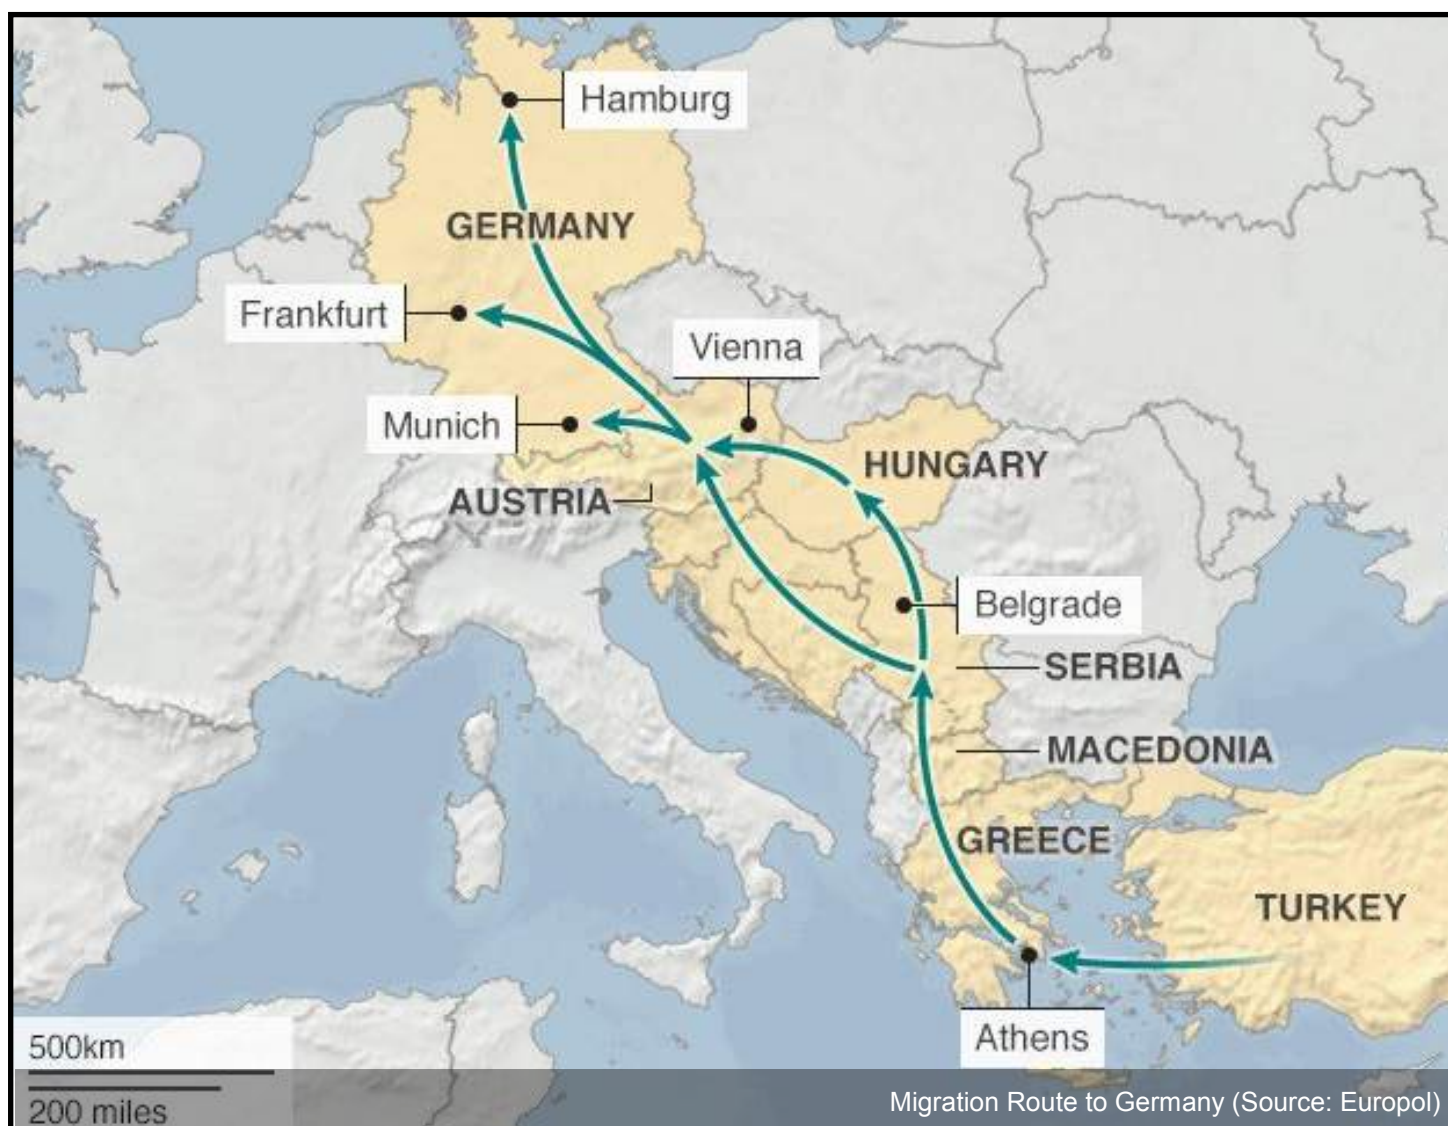 Hamburg
GERMANY
Frankfurt
Vienna
Munich
HUNGARY
AUSTRIA
Belgrade
SERBIA
MACEDONIA
GREECE
TURKEY
Athens
500km
200 miles
Migration Route to Germany (Source: Europol)